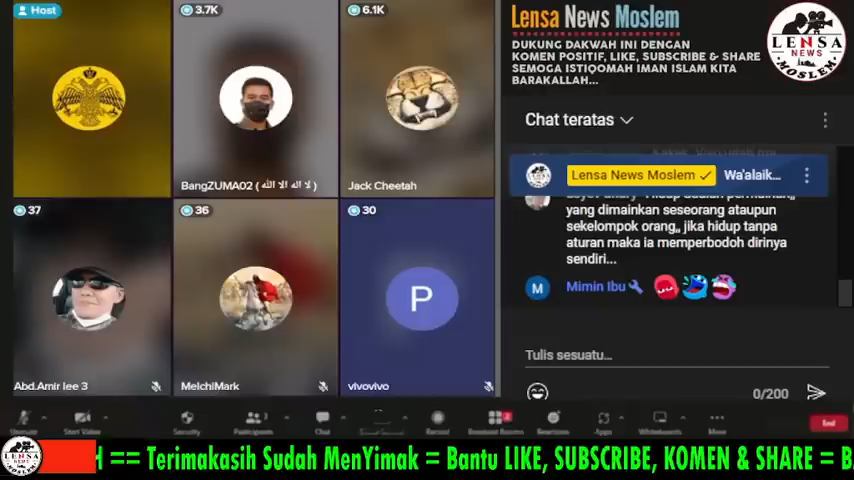 Host
3.7K
6.1K
BangZUMA02 ( لا اله الا الله )
Jack Cheetah
37
36
30
P
Abd.Amir lee 3
MelchiMark
vivovivo
Lensa News Moslem
DUKUNG DAKWAH INI DENGAN
KOMEN POSITIF, LIKE, SUBSCRIBE & SHARE
SEMOGA ISTIQOMAH IMAN ISLAM KITA
BARAKALLAH...
LENSA
NEWS
MOSLEM
Chat teratas
Lensa News Moslem Wa'alaik...
yang dimainkan seseorang ataupun
sekelompok orang,, jika hidup tanpa
aturan maka ia memperbodoh dirinya
sendiri...
M
Mimin Ibu
Tulis sesuatu...
0/200
Start Video
Security
Participants
Chat
Record
Breakout Rooms
Reactions
Apps
Whiteboards
More
End
LENSA
NEWS
MOSLEM
H == Terimakasih Sudah MenYimak = Bantu LIKE, SUBSCRIBE, KOMEN & SHARE = B